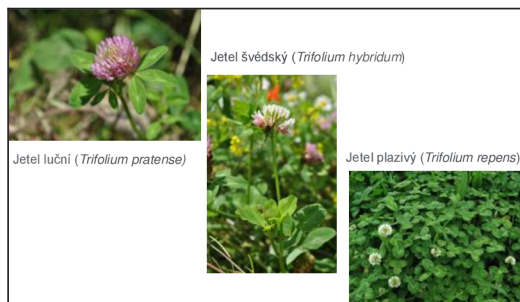 Jetel švédský (Trifolium hybridum)
Jetel luční (Trifolium pratense)
Jetel plazivý (Trifolium repens)